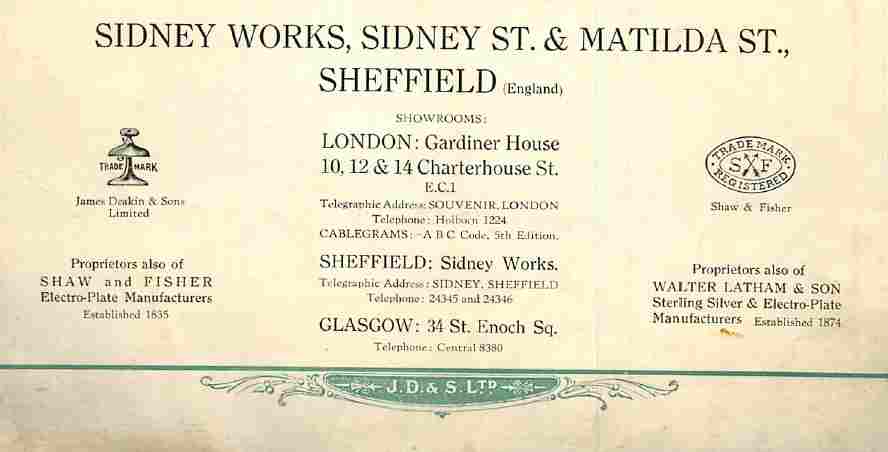 SIDNEY WORKS, SIDNEY ST. & MATILDA ST.,
SHEFFIELD (England)
SHOWROOMS:
LONDON: Gardiner House
10, 12 & 14 Charterhouse St.
E.C.1
Telegraphic Address: SOUVENIR, LONDON
Telephone: Holborn 1224
CABLEGRAMS:-A B C Code, 5th Edition.
SHEFFIELD: Sidney Works.
Telegraphic Address: SIDNEY, SHEFFIELD
Telephone: 24345 and 24346
GLASGOW: 34 St. Enoch Sq.
Telephone: Central 8380
TRADE MARK
James Deakin & Sons
Limited
Proprietors also of
SHAW and FISHER
Electro-Plate Manufacturers
Established 1835
TRADE MARK
S F
REGISTERED
Shaw & Fisher
Proprietors also of
WALTER LATHAM & SON
Sterling Silver & Electro-Plate
Manufacturers Established 1874
J. D. & S. LTD